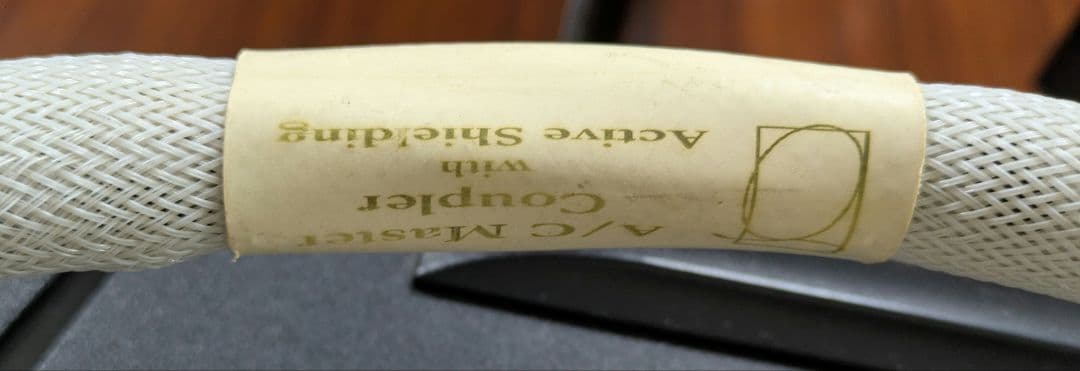 A/C Master
Coupler
with
Active Shielding